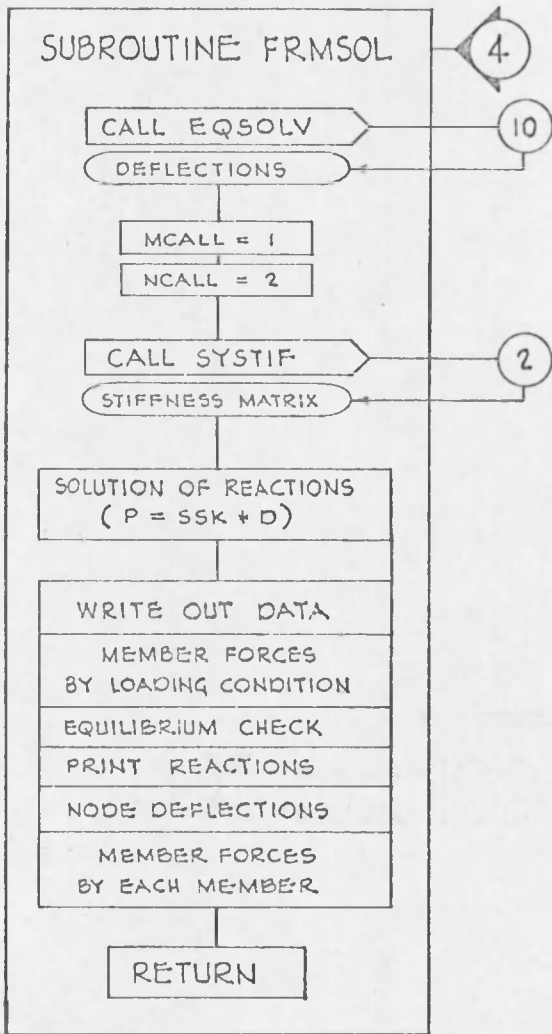 SUBROUTINE FRMSOL
4
CALL EQSOLV
10
DEFLECTIONS
MCALL = 1
NCALL = 2
CALL SYSTIF
2
STIFFNESS MATRIX
SOLUTION OF REACTIONS
( P = SSK * D )
WRITE OUT DATA
MEMBER FORCES
BY LOADING CONDITION
EQUILIBRIUM CHECK
PRINT REACTIONS
NODE DEFLECTIONS
MEMBER FORCES
BY EACH MEMBER
RETURN